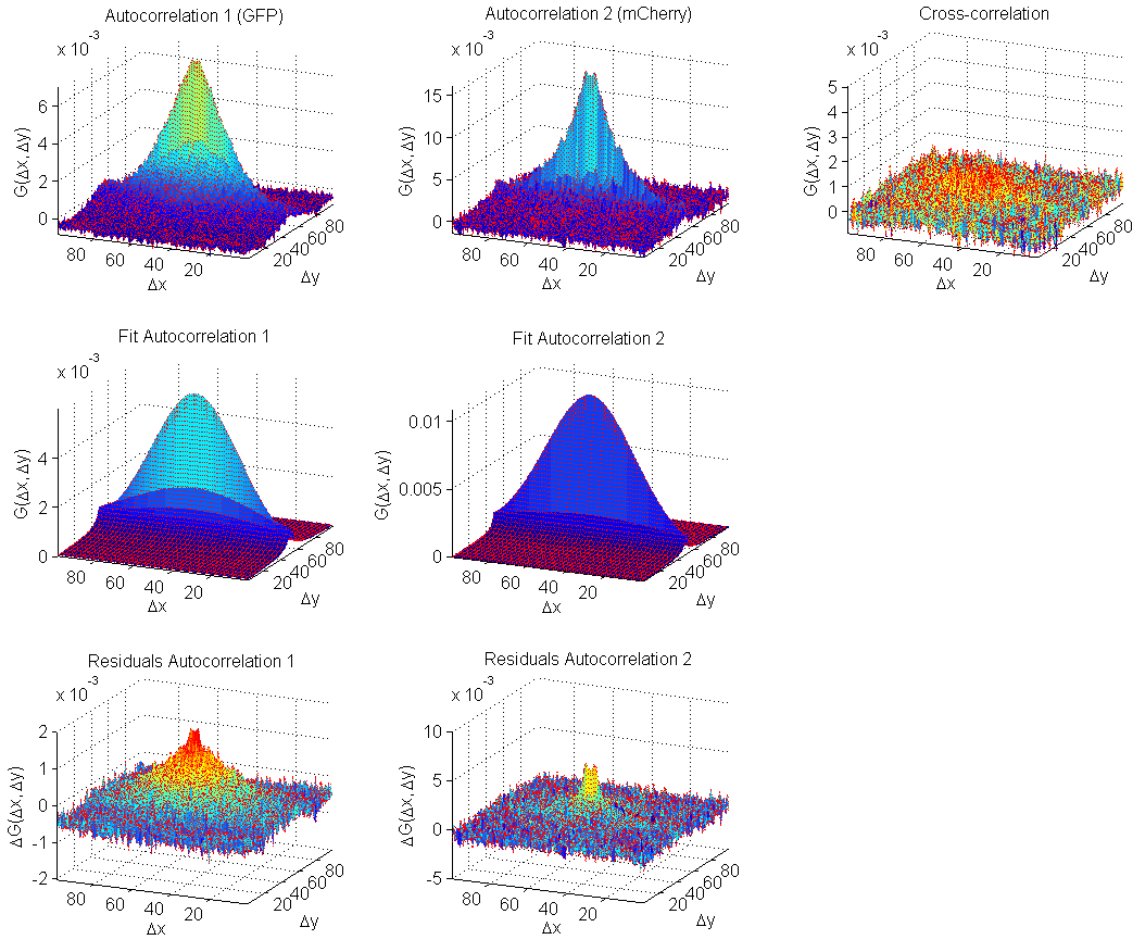 Autocorrelation 1 (GFP)
x 10⁻³
G(Δx, Δy)
6
4
2
0
80
60
40
20
Δx
20
40
60
80
Δy
Autocorrelation 2 (mCherry)
x 10⁻³
G(Δx, Δy)
15
10
5
0
80
60
40
20
Δx
20
40
60
80
Δy
Cross-correlation
x 10⁻³
G(Δx, Δy)
5
4
3
2
1
0
80
60
40
20
Δx
20
40
60
80
Δy
Fit Autocorrelation 1
x 10⁻³
G(Δx, Δy)
4
2
0
80
60
40
20
Δx
20
40
60
80
Δy
Fit Autocorrelation 2
G(Δx, Δy)
0.01
0.005
0
80
60
40
20
Δx
20
40
60
80
Δy
Residuals Autocorrelation 1
x 10⁻³
ΔG(Δx, Δy)
2
1
0
-1
-2
80
60
40
20
Δx
20
40
60
80
Δy
Residuals Autocorrelation 2
x 10⁻³
ΔG(Δx, Δy)
10
5
0
-5
80
60
40
20
Δx
20
40
60
80
Δy